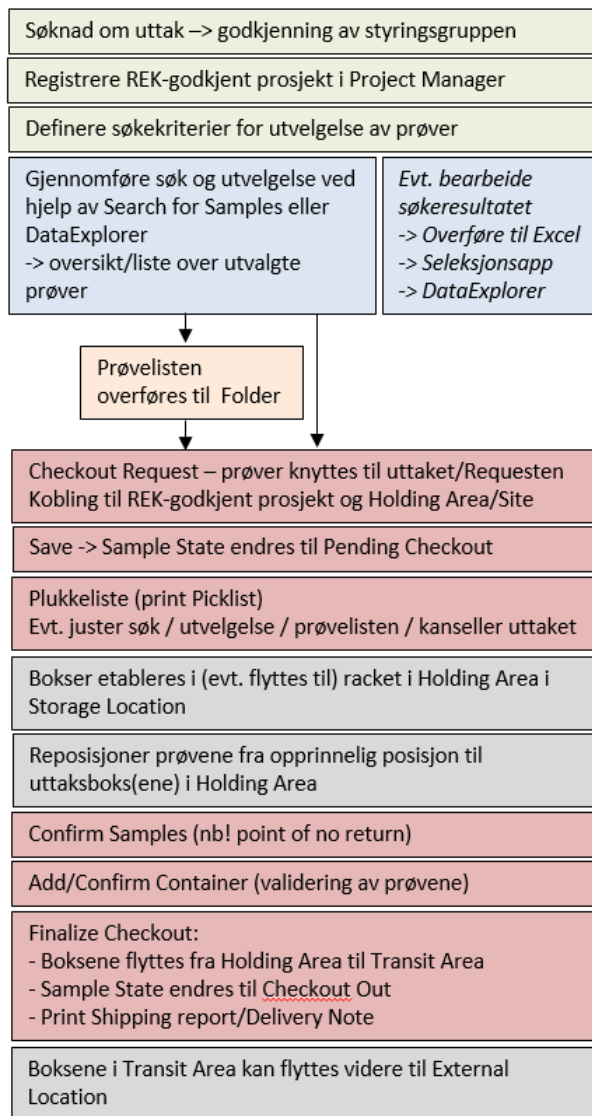 Søknad om uttak –> godkjenning av styringsgruppen
Registrere REK-godkjent prosjekt i Project Manager
Definere søkekriterier for utvelgelse av prøver
Gjennomføre søk og utvelgelse ved
hjelp av Search for Samples eller
DataExplorer
-> oversikt/liste over utvalgte
prøver
Evt. bearbeide
søkeresultatet
-> Overføre til Excel
-> Seleksjonsapp
-> DataExplorer
Prøvelisten
overføres til Folder
Checkout Request – prøver knyttes til uttaket/Requesten
Kobling til REK-godkjent prosjekt og Holding Area/Site
Save -> Sample State endres til Pending Checkout
Plukkeliste (print Picklist)
Evt. juster søk / utvelgelse / prøvelisten / kanseller uttaket
Bokser etableres i (evt. flyttes til) racket i Holding Area i
Storage Location
Reposisjoner prøvene fra opprinnelig posisjon til
uttaksboks(ene) i Holding Area
Confirm Samples (nb! point of no return)
Add/Confirm Container (validering av prøvene)
Finalize Checkout:
- Boksene flyttes fra Holding Area til Transit Area
- Sample State endres til Checkout Out
- Print Shipping report/Delivery Note
Boksene i Transit Area kan flyttes videre til External
Location